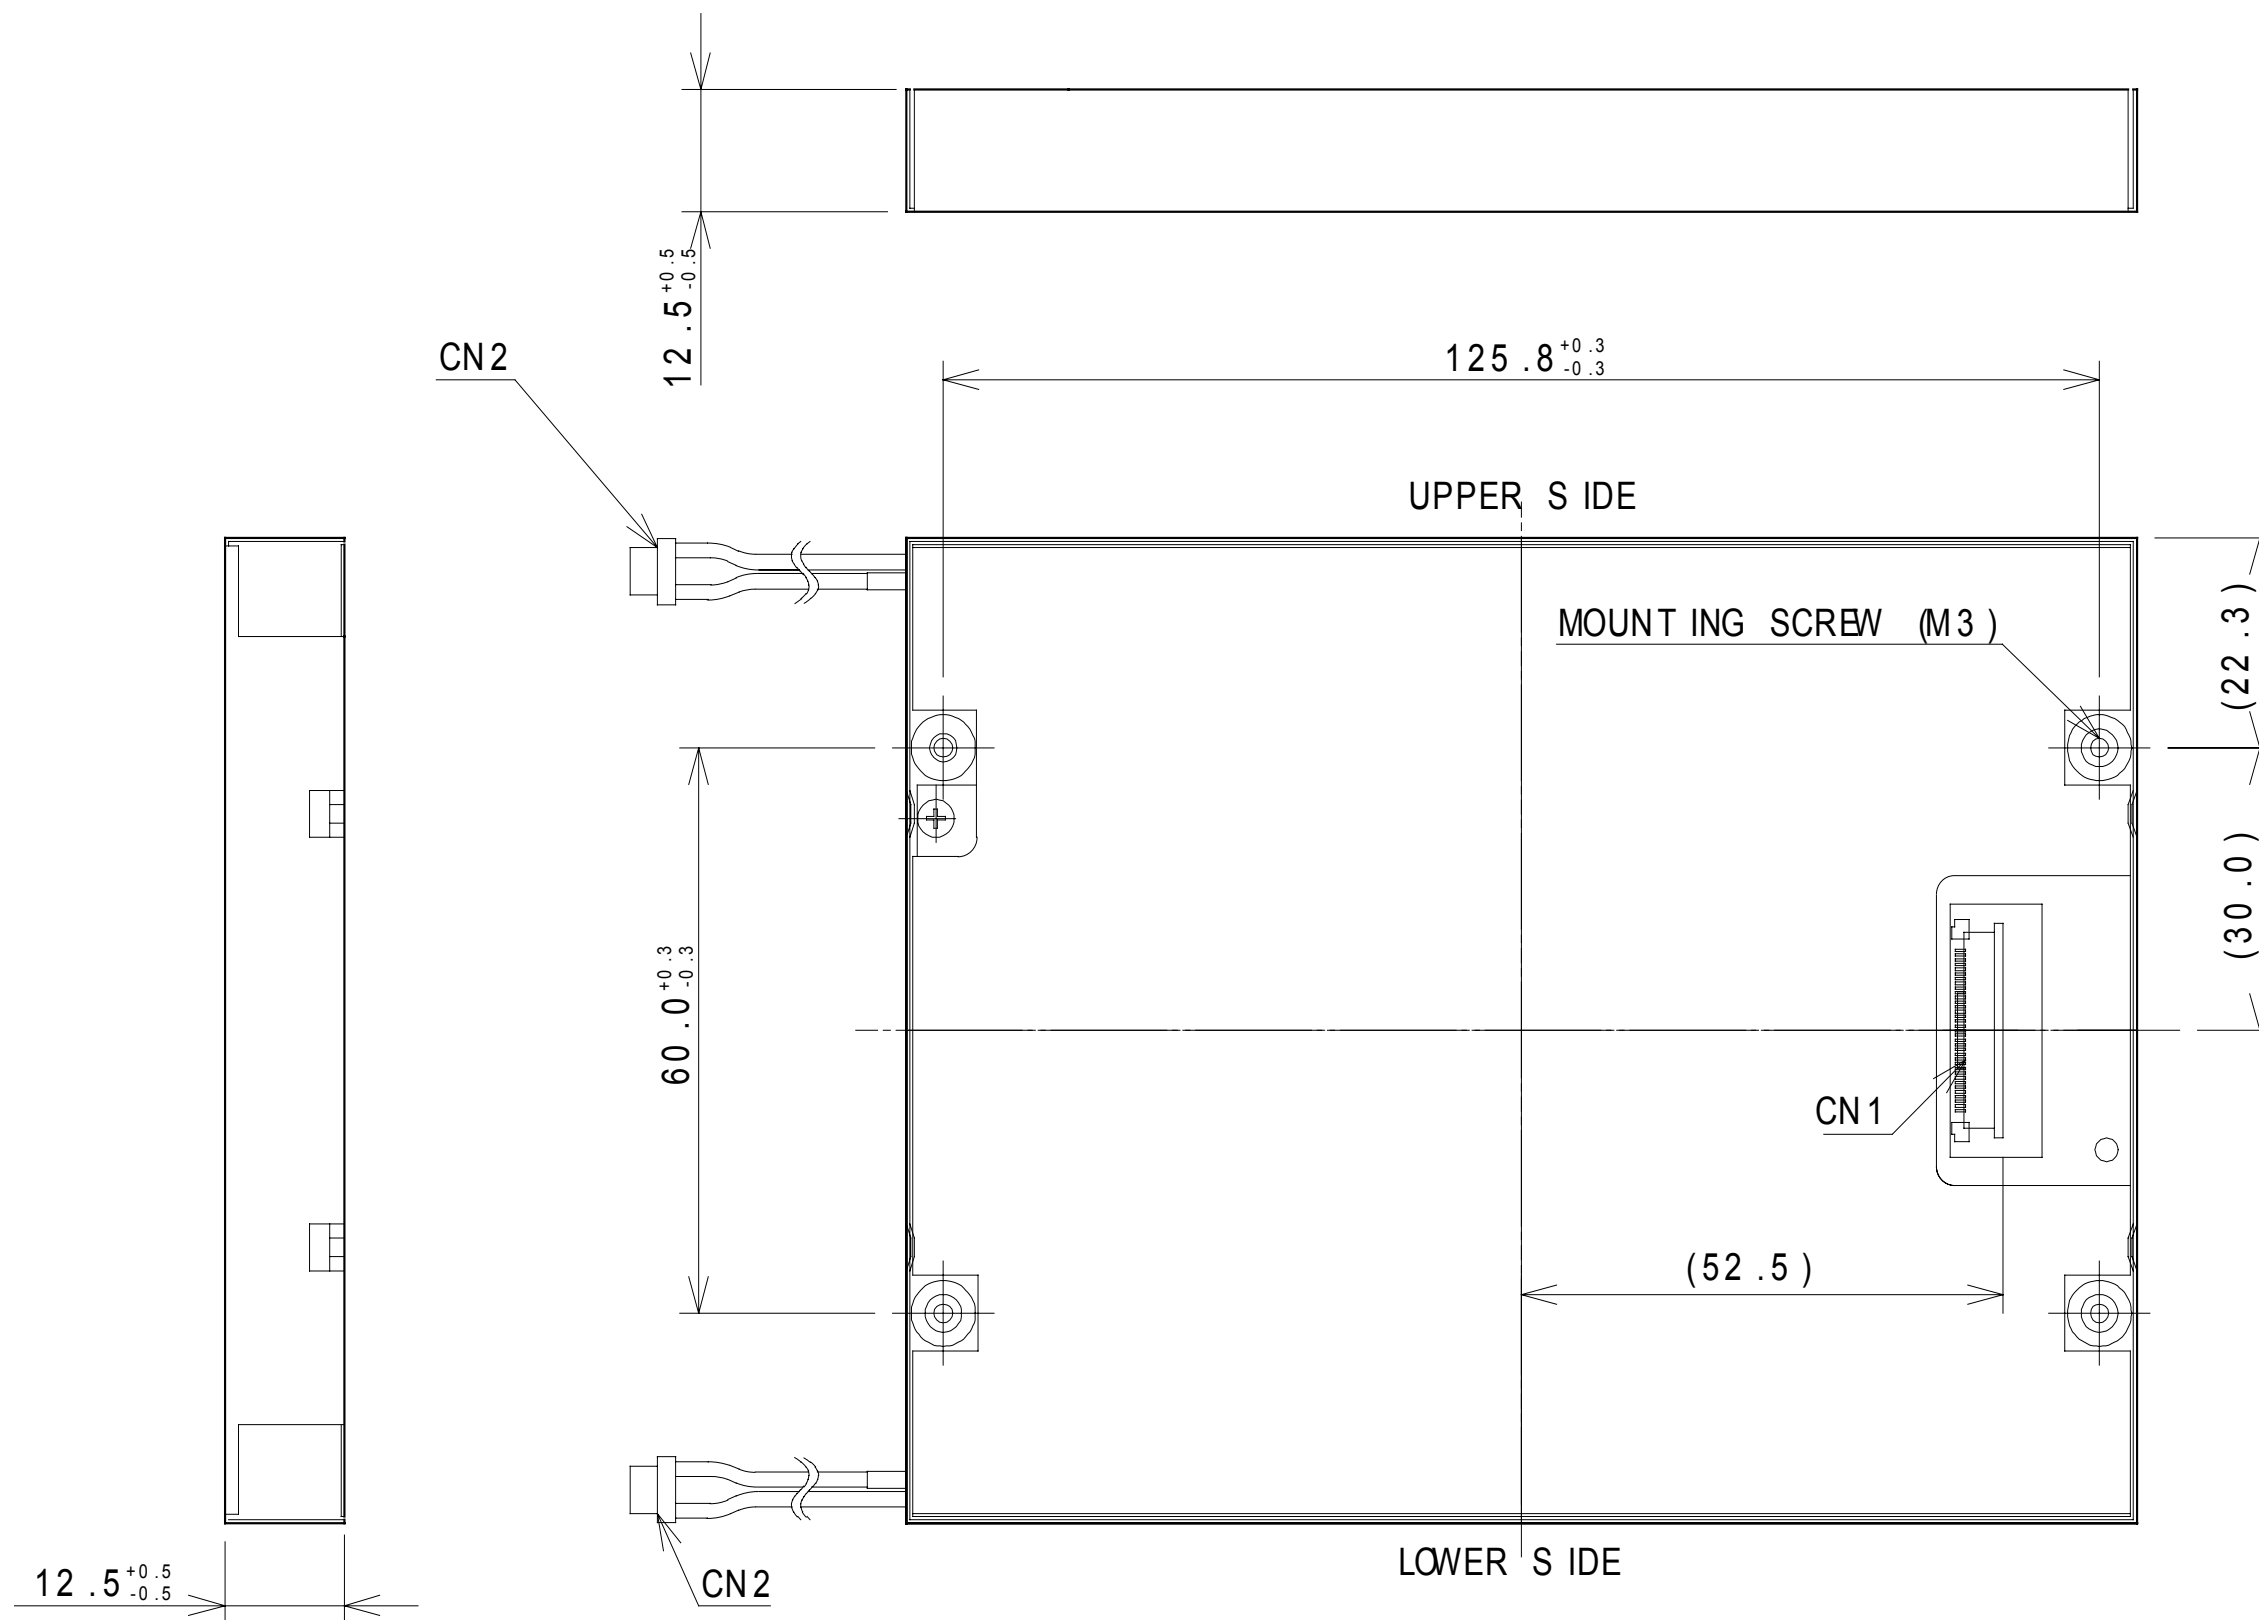 12.5 +0.5 -0.5
CN2
125.8 +0.3 -0.3
UPPER SIDE
MOUNTING SCREW (M3)
(22.3)
(30.0)
60.0 +0.3 -0.3
CN1
(52.5)
LOWER SIDE
12.5 +0.5 -0.5
CN2